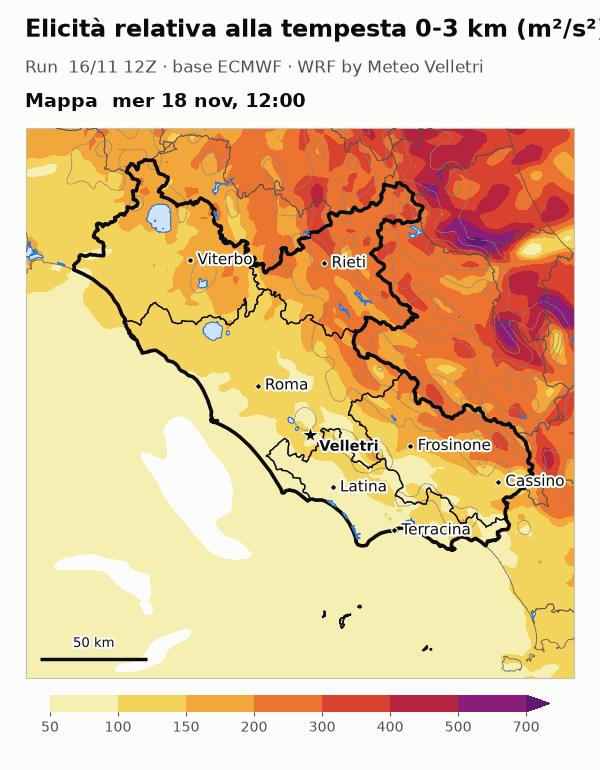 Elicità relativa alla tempesta 0-3 km (m²/s²)
Run 16/11 12Z · base ECMWF · WRF by Meteo Velletri
Mappa mer 18 nov, 12:00
Viterbo
Rieti
Roma
Velletri
Frosinone
Latina
Cassino
Terracina
50 km
50 100 150 200 300 400 500 700